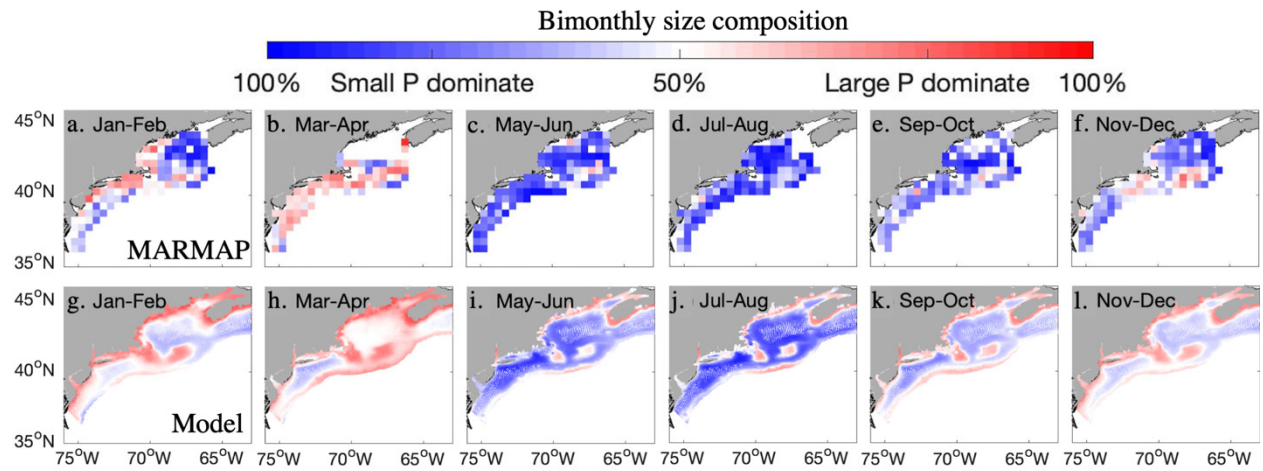 Bimonthly size composition
100% Small P dominate 50% Large P dominate 100%
45°N a. Jan-Feb b. Mar-Apr c. May-Jun d. Jul-Aug e. Sep-Oct f. Nov-Dec
40°N
MARMAP
35°N
45°N g. Jan-Feb h. Mar-Apr i. May-Jun j. Jul-Aug k. Sep-Oct l. Nov-Dec
40°N
Model
35°N
75°W 70°W 65°W 75°W 70°W 65°W 75°W 70°W 65°W 75°W 70°W 65°W 75°W 70°W 65°W 75°W 70°W 65°W